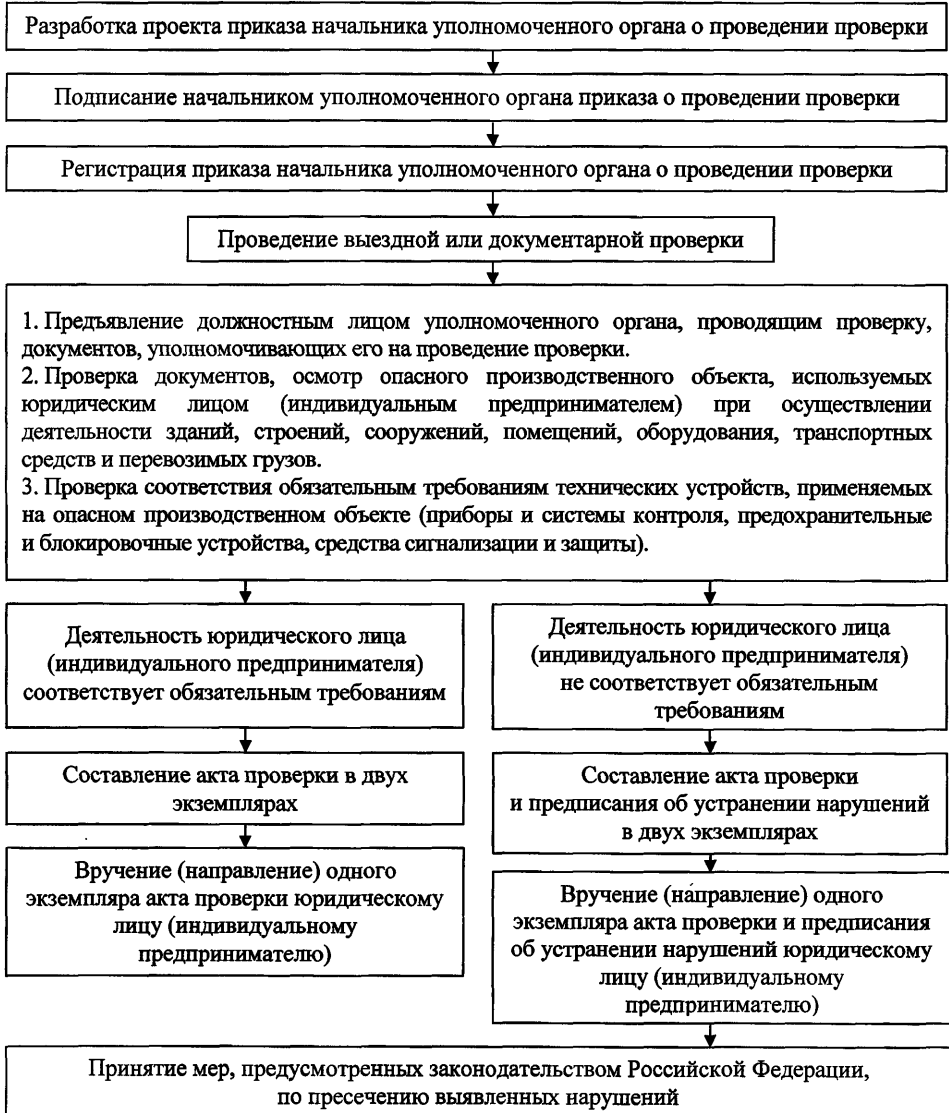 Разработка проекта приказа начальника уполномоченного органа о проведении проверки
Подписание начальником уполномоченного органа приказа о проведении проверки
Регистрация приказа начальника уполномоченного органа о проведении проверки
Проведение выездной или документарной проверки
1. Предъявление должностным лицом уполномоченного органа, проводящим проверку,
документов, уполномочивающих его на проведение проверки.
2. Проверка документов, осмотр опасного производственного объекта, используемых
юридическим лицом (индивидуальным предпринимателем) при осуществлении
деятельности зданий, строений, сооружений, помещений, оборудования, транспортных
средств и перевозимых грузов.
3. Проверка соответствия обязательным требованиям технических устройств, применяемых
на опасном производственном объекте (приборы и системы контроля, предохранительные
и блокировочные устройства, средства сигнализации и защиты).
Деятельность юридического лица
(индивидуального предпринимателя)
соответствует обязательным требованиям
Составление акта проверки в двух
экземплярах
Вручение (направление) одного
экземпляра акта проверки юридическому
лицу (индивидуальному
предпринимателю)
Деятельность юридического лица
(индивидуального предпринимателя)
не соответствует обязательным
требованиям
Составление акта проверки
и предписания об устранении нарушений
в двух экземплярах
Вручение (направление) одного
экземпляра акта проверки и предписания
об устранении нарушений юридическому
лицу (индивидуальному
предпринимателю)
Принятие мер, предусмотренных законодательством Российской Федерации,
по пресечению выявленных нарушений